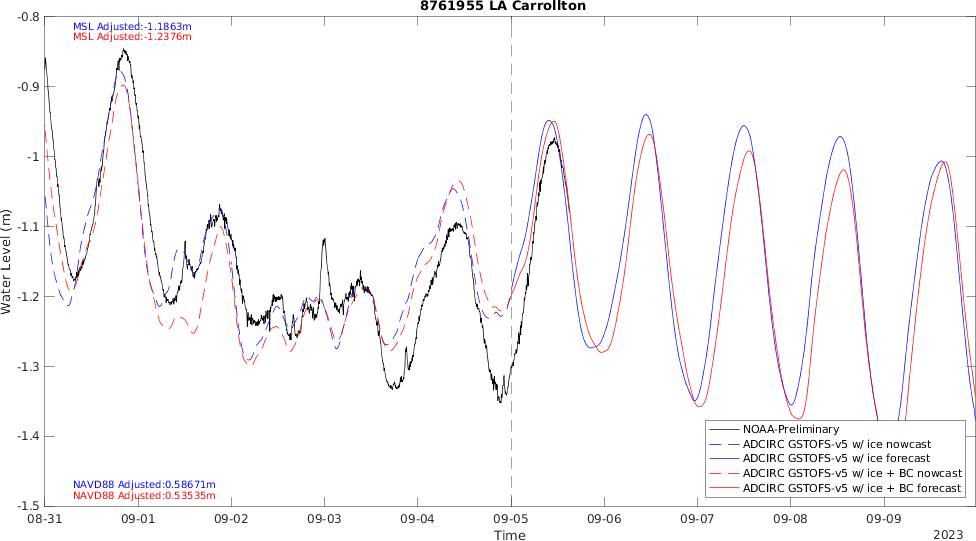 8761955 LA Carrollton
MSL Adjusted:-1.1863m
MSL Adjusted:-1.2376m
-0.8
-0.9
-1
-1.1
-1.2
-1.3
-1.4
-1.5
Water Level (m)
NOAA-Preliminary
ADCIRC GSTOFS-v5 w/ ice nowcast
ADCIRC GSTOFS-v5 w/ ice forecast
ADCIRC GSTOFS-v5 w/ ice + BC nowcast
ADCIRC GSTOFS-v5 w/ ice + BC forecast
NAVD88 Adjusted:0.58671m
NAVD88 Adjusted:0.53535m
08-31 09-01 09-02 09-03 09-04 09-05 09-06 09-07 09-08 09-09
Time
2023